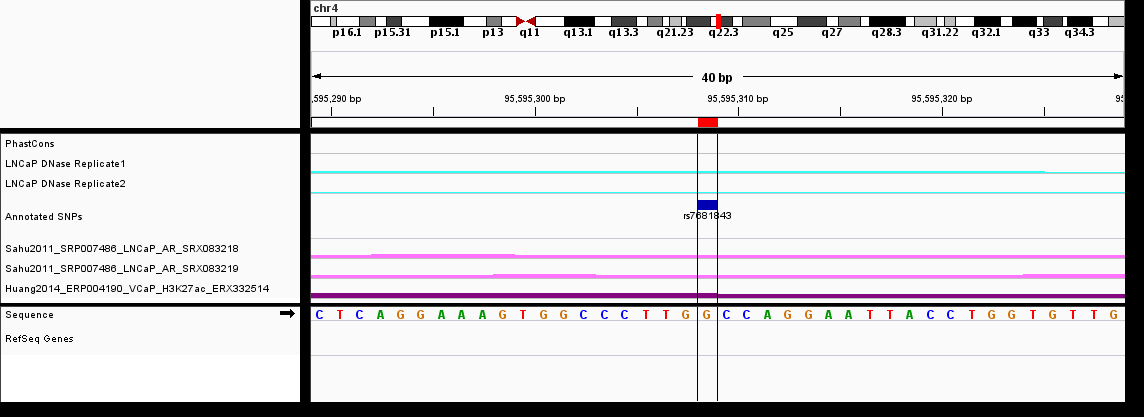 chr4
p16.1 p15.31 p15.1 p13 q11 q13.1 q13.3 q21.23 q22.3 q25 q27 q28.3 q31.22 q32.1 q33 q34.3
40 bp
,595,290 bp 95,595,300 bp 95,595,310 bp 95,595,320 bp 95
PhastCons
LNCaP DNase Replicate1
LNCaP DNase Replicate2
Annotated SNPs
rs7681843
Sahu2011_SRP007486_LNCaP_AR_SRX083218
Sahu2011_SRP007486_LNCaP_AR_SRX083219
Huang2014_ERP004190_VCaP_H3K27ac_ERX332514
Sequence C T C A G G A A A G T G G C C C T T G G C C A G G A A T T A C C T G G T G T T G
RefSeq Genes